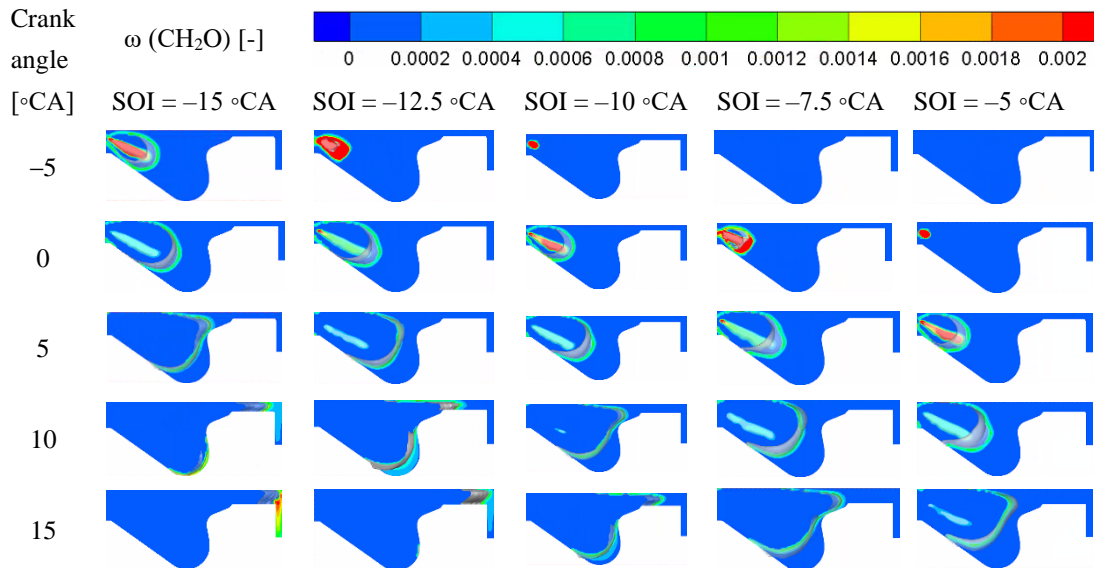 Crank
angle
[◦CA]
ω (CH₂O) [-]
0 0.0002 0.0004 0.0006 0.0008 0.001 0.0012 0.0014 0.0016 0.0018 0.002
SOI = –15 ◦CA SOI = –12.5 ◦CA SOI = –10 ◦CA SOI = –7.5 ◦CA SOI = –5 ◦CA
–5
0
5
10
15